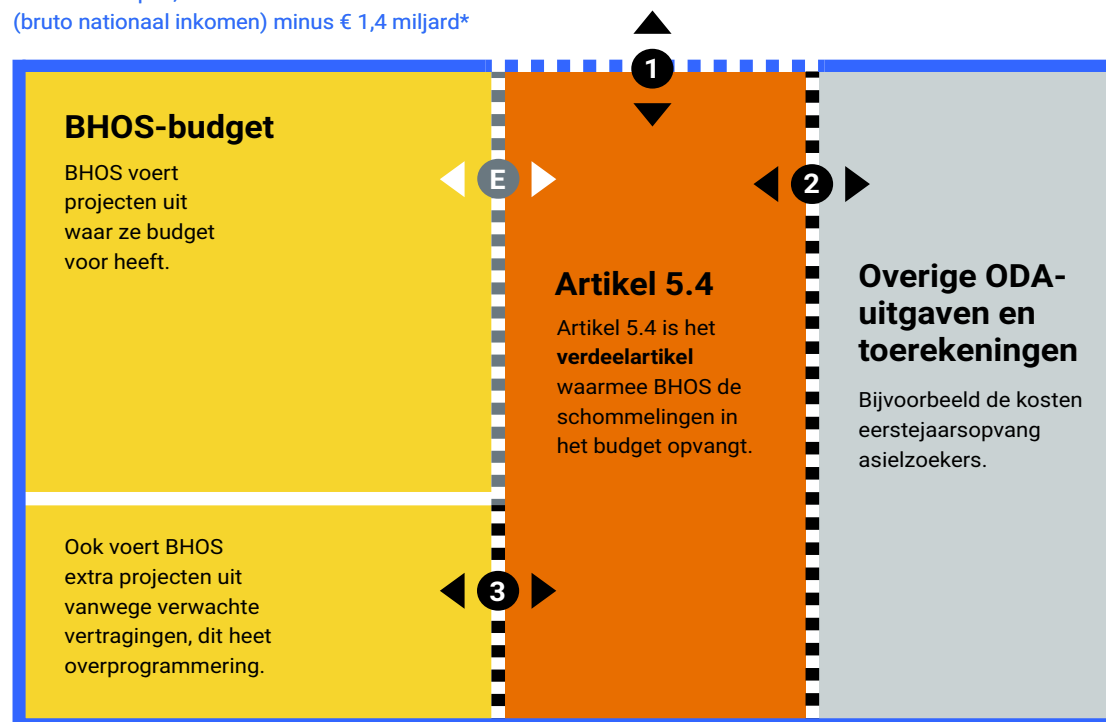 (bruto nationaal inkomen) minus € 1,4 miljard*
1
BHOS-budget
BHOS voert
projecten uit
waar ze budget
voor heeft.
E
2
Artikel 5.4
Artikel 5.4 is het
verdeelartikel
waarmee BHOS de
schommelingen in
het budget opvangt.
Overige ODA-
uitgaven en
toerekeningen
Bijvoorbeeld de kosten
eerstejaarsopvang
asielzoekers.
Ook voert BHOS
extra projecten uit
vanwege verwachte
vertragingen, dit heet
overprogrammering.
3